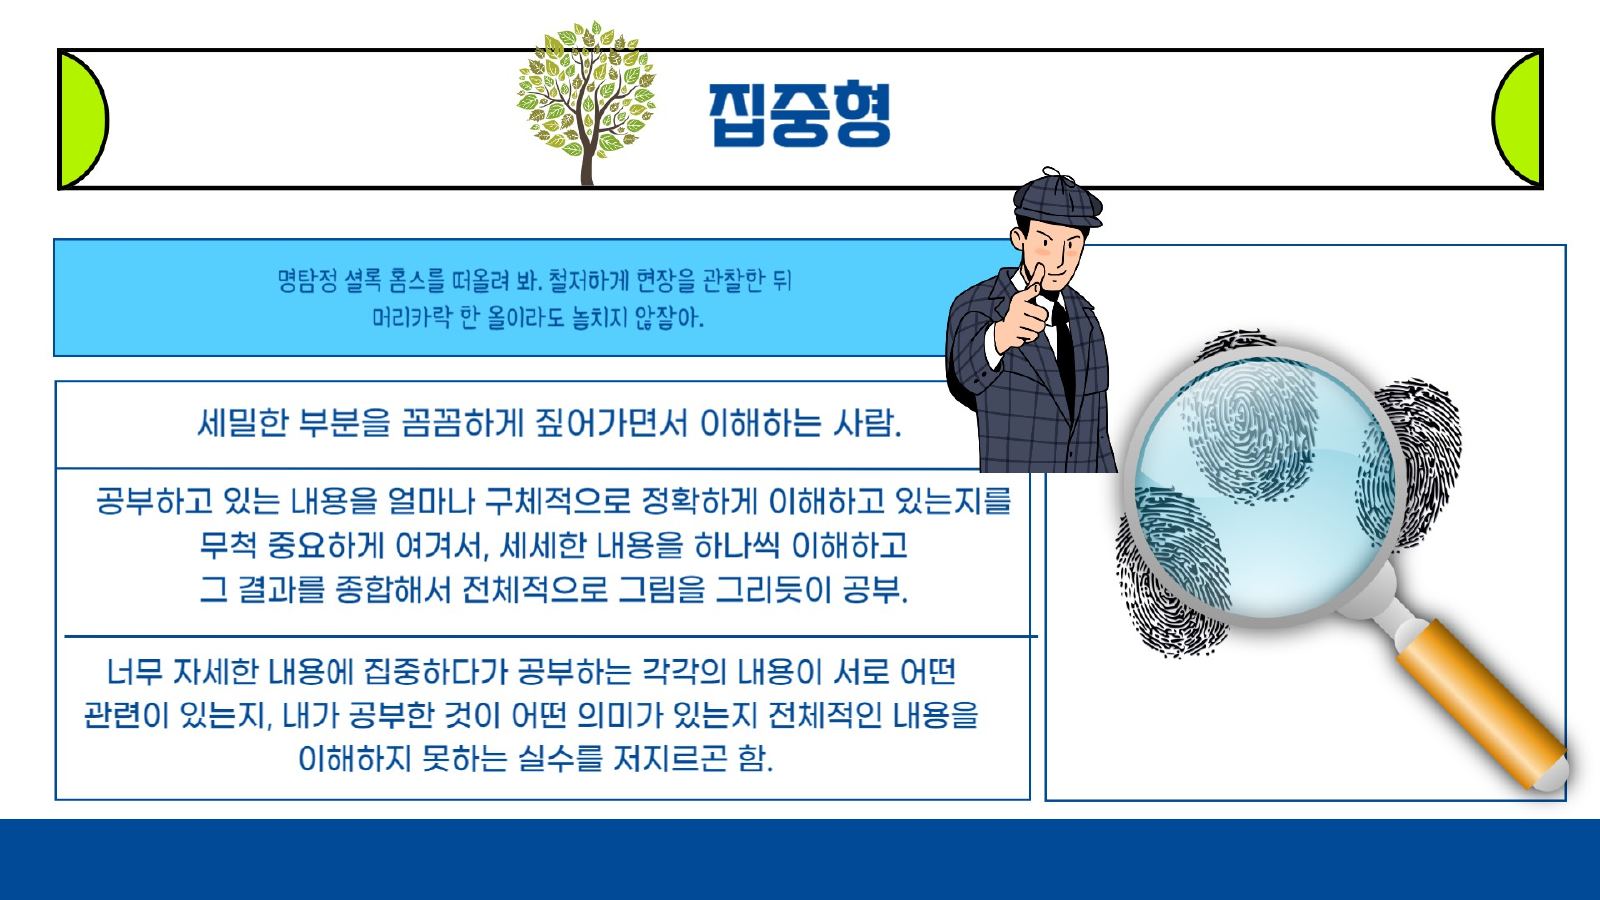 집중형
명탐정 셜록 홈스를 떠올려 봐. 철저하게 현장을 관찰한 뒤
머리카락 한 올이라도 놓치지 않잖아.
세밀한 부분을 꼼꼼하게 짚어가면서 이해하는 사람.
공부하고 있는 내용을 얼마나 구체적으로 정확하게 이해하고 있는지를
무척 중요하게 여겨서, 세세한 내용을 하나씩 이해하고
그 결과를 종합해서 전체적으로 그림을 그리듯이 공부.
너무 자세한 내용에 집중하다가 공부하는 각각의 내용이 서로 어떤
관련이 있는지, 내가 공부한 것이 어떤 의미가 있는지 전체적인 내용을
이해하지 못하는 실수를 저지르곤 함.